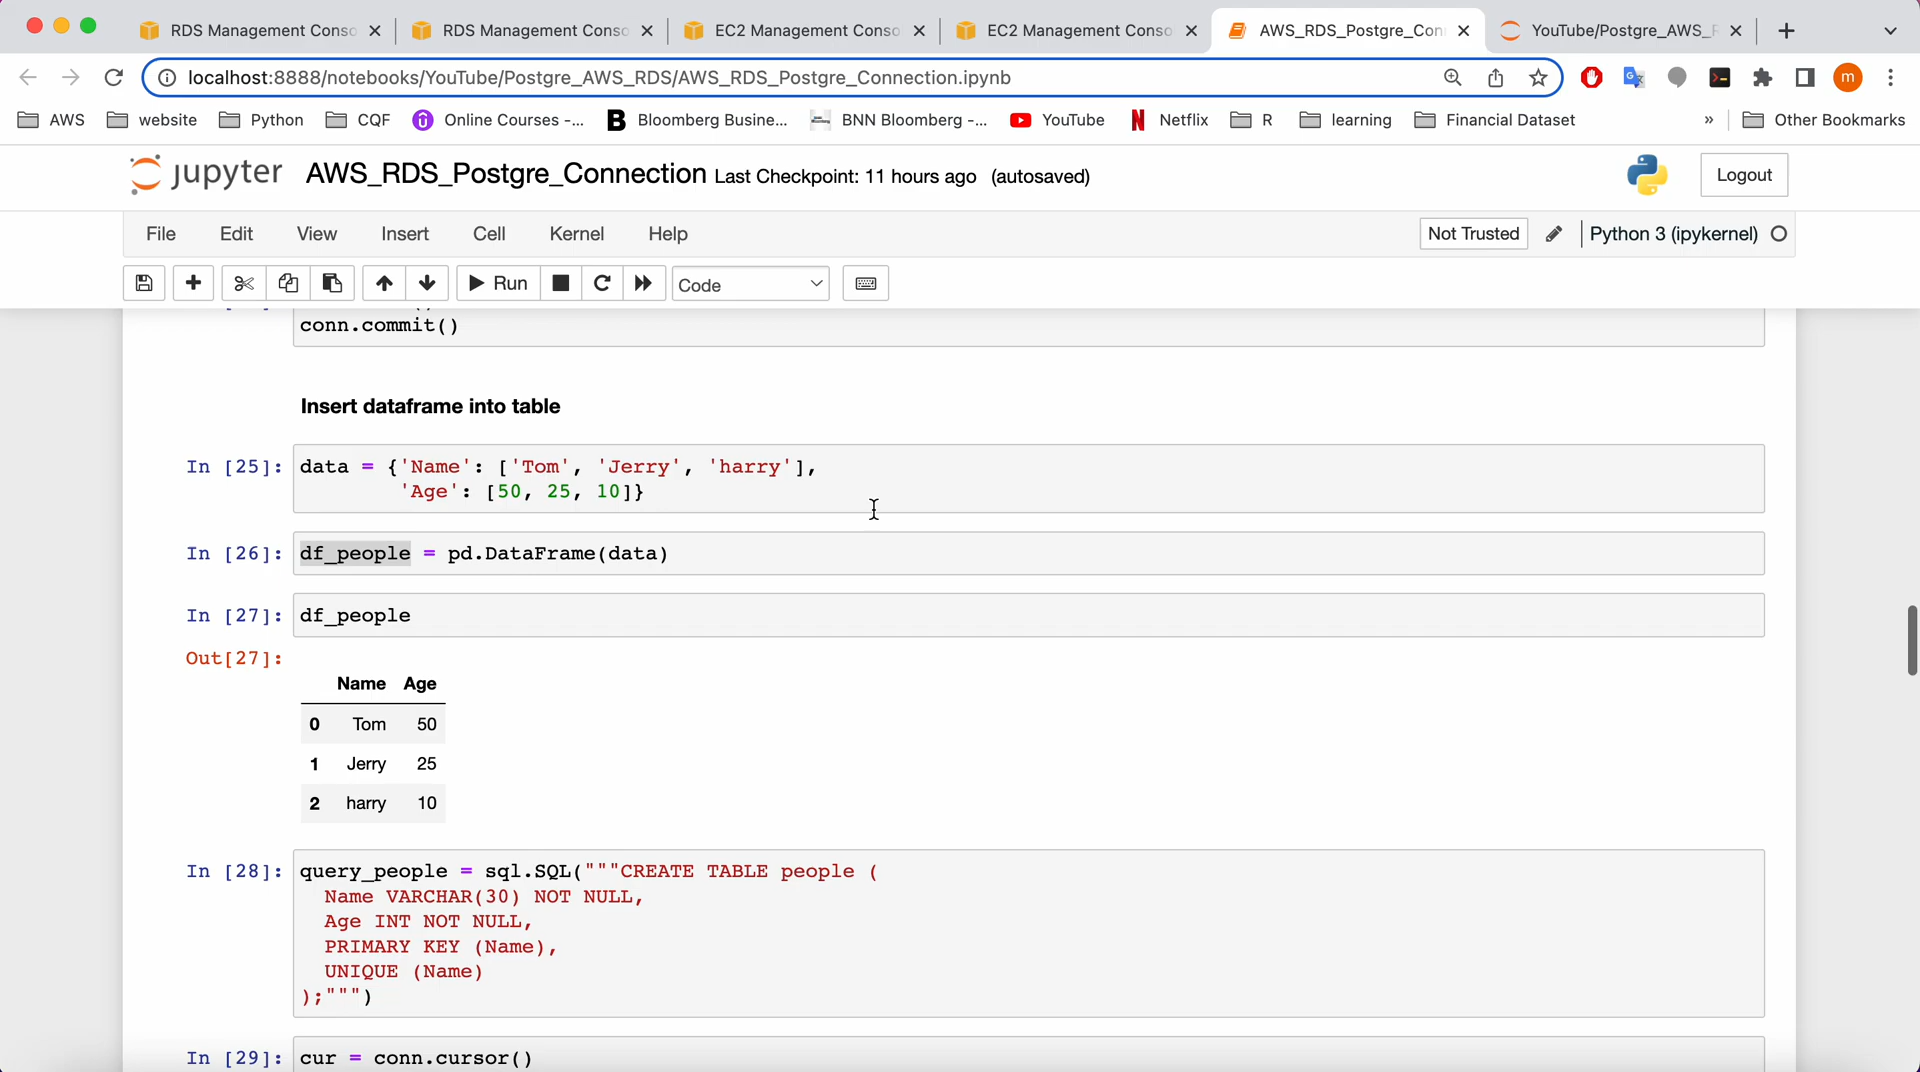 RDS Management Conso
RDS Management Conso
EC2 Management Conso
EC2 Management Conso
AWS_RDS_Postgre_Con
YouTube/Postgre_AWS_R
localhost:8888/notebooks/YouTube/Postgre_AWS_RDS/AWS_RDS_Postgre_Connection.ipynb
m
AWS
website
Python
CQF
Online Courses -...
Bloomberg Busine...
BNN Bloomberg -...
YouTube
Netflix
R
learning
Financial Dataset
»
Other Bookmarks
jupyter
AWS_RDS_Postgre_Connection Last Checkpoint: 11 hours ago (autosaved)
Logout
File Edit View Insert Cell Kernel Help
Not Trusted
Python 3 (ipykernel)
Run
Code
conn.commit()
Insert dataframe into table
In [25]: data = {'Name': ['Tom', 'Jerry', 'harry'],
'Age': [50, 25, 10]}
In [26]: df_people = pd.DataFrame(data)
In [27]: df_people
Out[27]:
Name Age
0 Tom 50
1 Jerry 25
2 harry 10
In [28]: query_people = sql.SQL("""CREATE TABLE people (
Name VARCHAR(30) NOT NULL,
Age INT NOT NULL,
PRIMARY KEY (Name),
UNIQUE (Name)
);""")
In [29]: cur = conn.cursor()